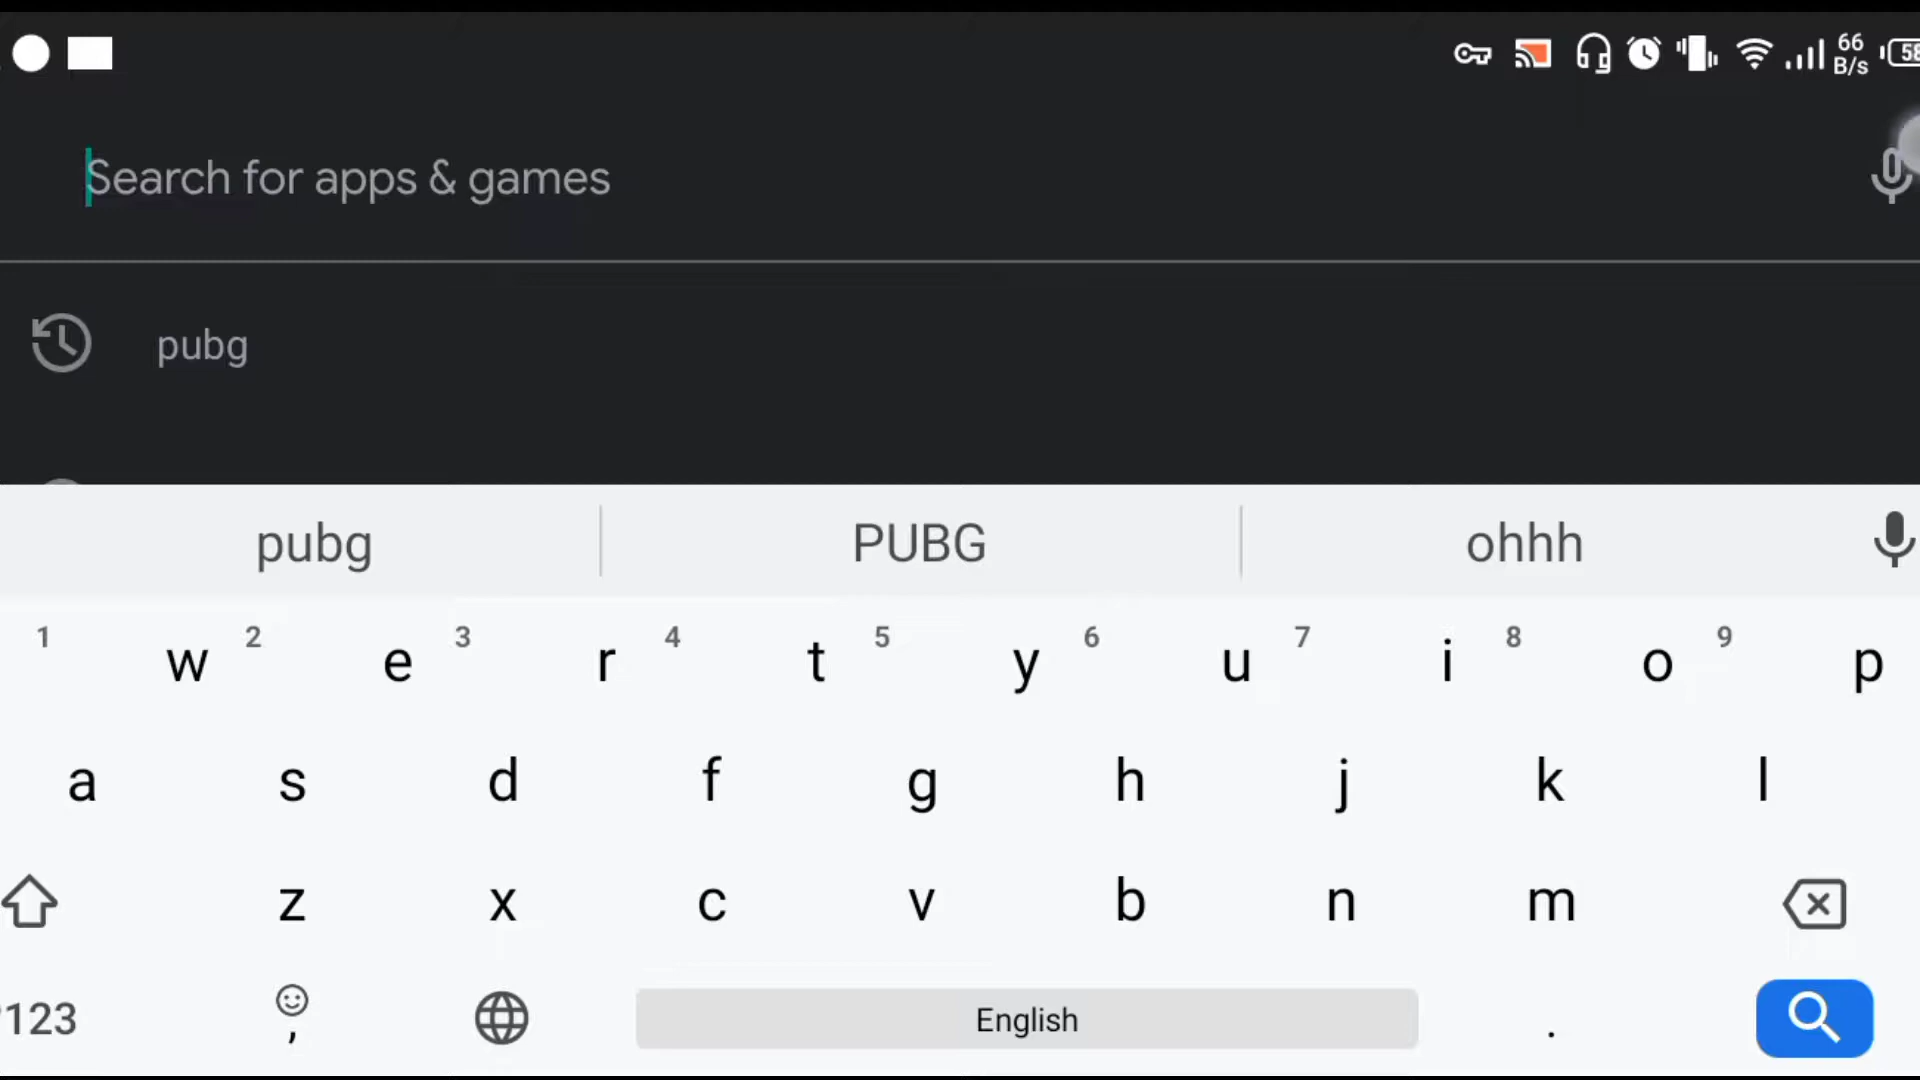 66
B/s
58
Search for apps & games
pubg
pubg PUBG ohhh
1 2 3 4 5 6 7 8 9
w e r t y u i o p
a s d f g h j k l
z x c v b n m
123 , English .